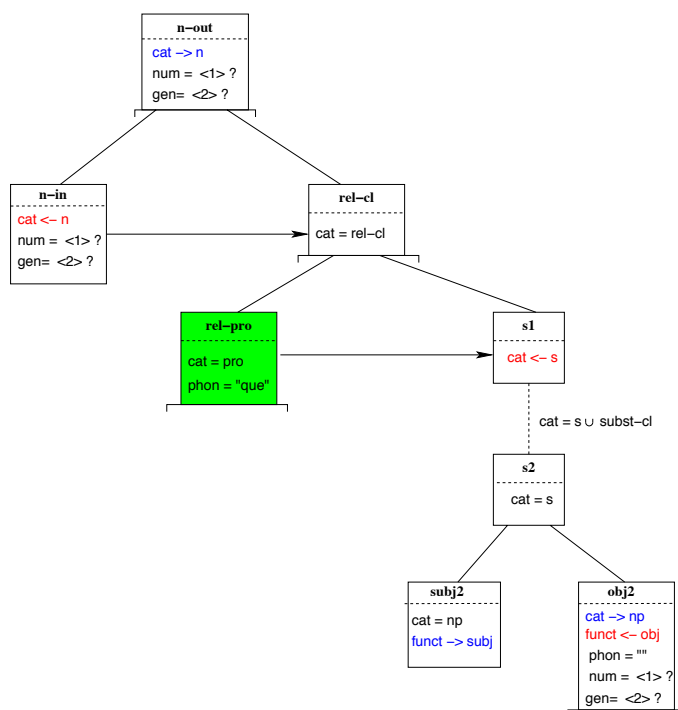 n-out
cat -> n
num = <1> ?
gen= <2> ?
n-in
cat <- n
num = <1> ?
gen= <2> ?
rel-cl
cat = rel-cl
rel-pro
cat = pro
phon = "que"
s1
cat <- s
cat = s ∪ subst-cl
s2
cat = s
subj2
cat = np
funct -> subj
obj2
cat -> np
funct <- obj
phon = ""
num = <1> ?
gen= <2> ?